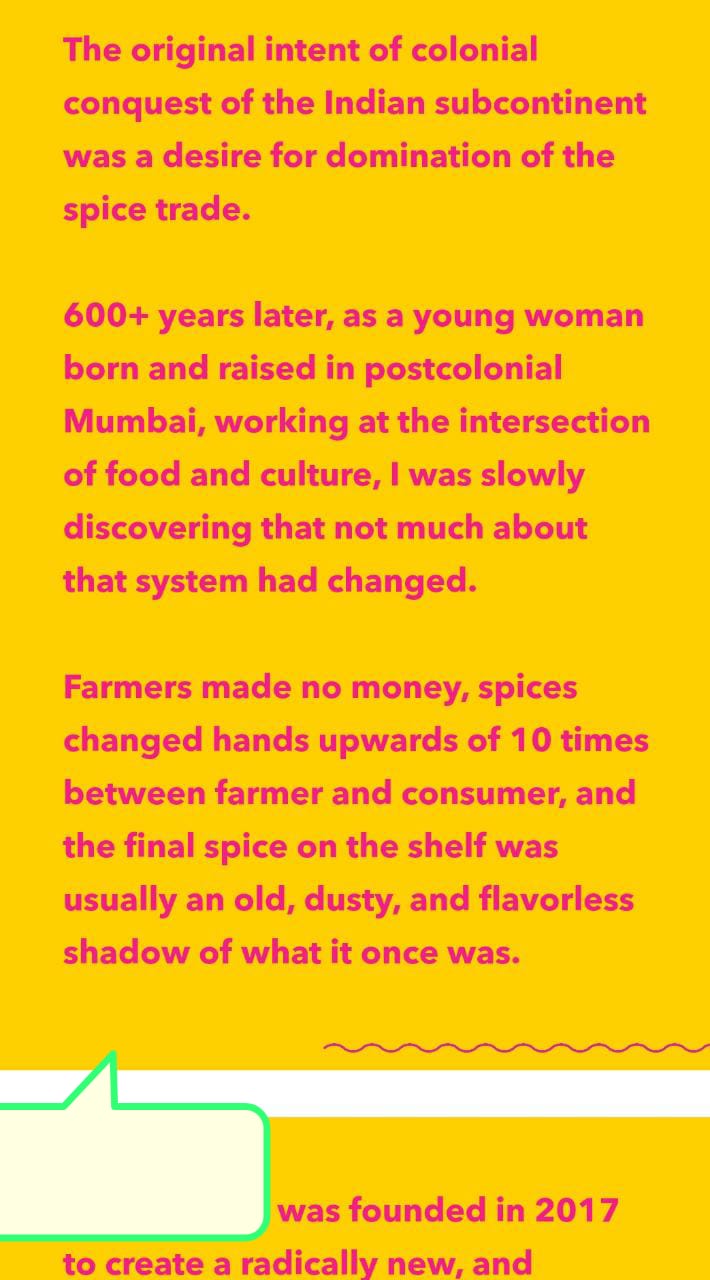 The original intent of colonial
conquest of the Indian subcontinent
was a desire for domination of the
spice trade.
600+ years later, as a young woman
born and raised in postcolonial
Mumbai, working at the intersection
of food and culture, I was slowly
discovering that not much about
that system had changed.
Farmers made no money, spices
changed hands upwards of 10 times
between farmer and consumer, and
the final spice on the shelf was
usually an old, dusty, and flavorless
shadow of what it once was.
was founded in 2017
to create a radically new, and